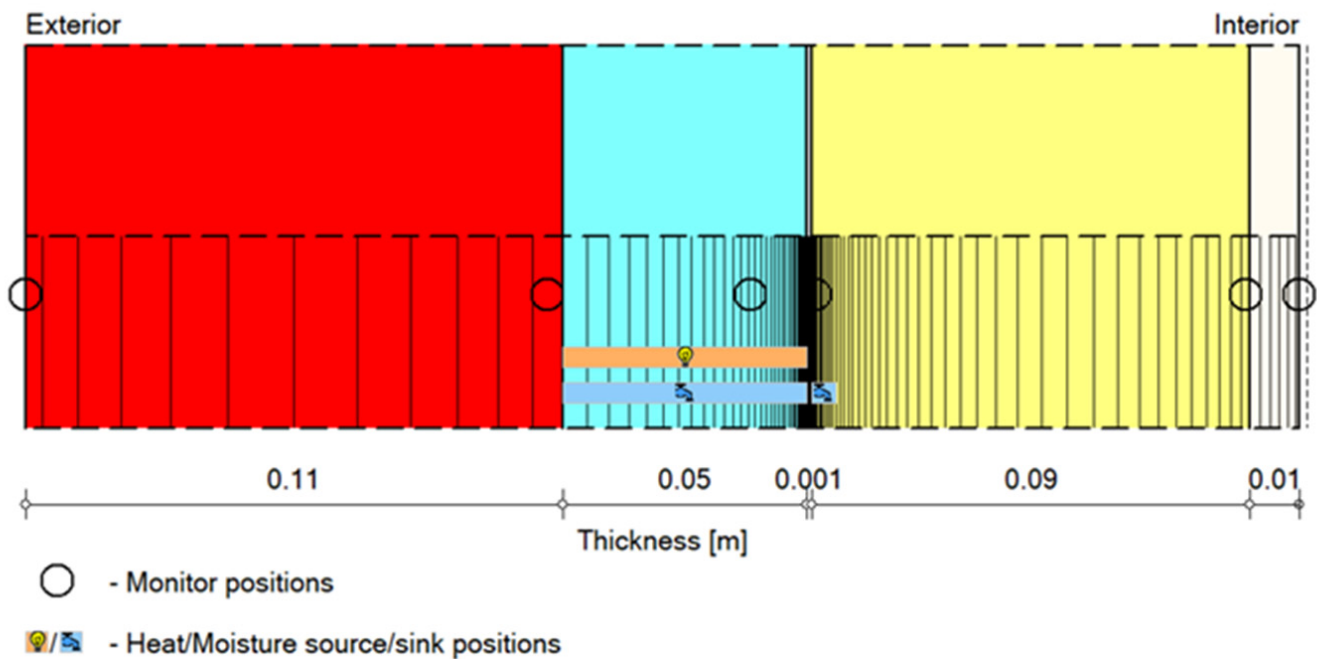 Exterior Interior
0.11 0.05 0.001 0.09 0.01
Thickness [m]
- Monitor positions
/ - Heat/Moisture source/sink positions